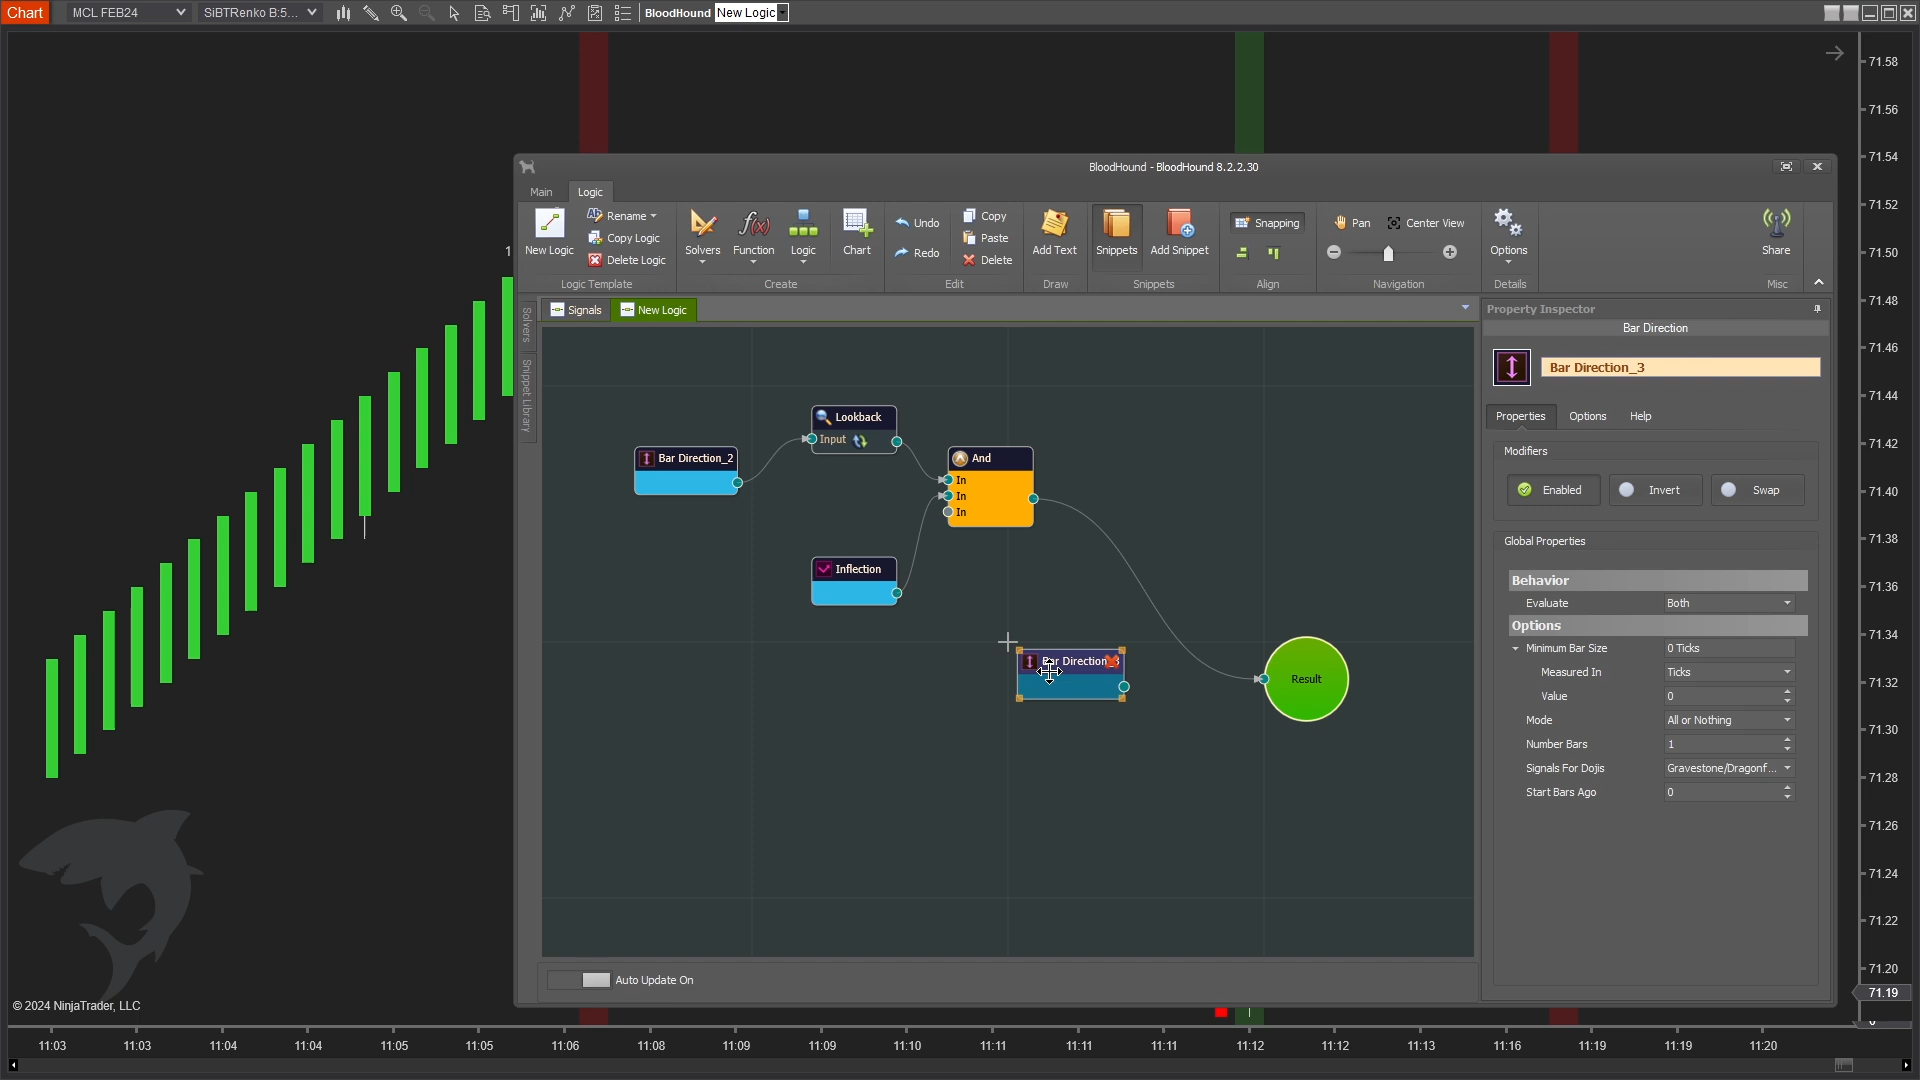 Chart MCL FEB24 SiBTRenko B:5... BloodHound New Logic
BloodHound - BloodHound 8.2.2.30
Main Logic
New Logic
Rename
Copy Logic
Delete Logic
Logic Template
Solvers Function Logic Chart
Create
Undo
Redo
Copy
Paste
Delete
Edit
Add Text
Draw
Snippets Add Snippet
Snippets
Snapping
Align
Pan Center View
Navigation
Options
Details
Share
Misc
Solvers
Snippet Library
Signals New Logic
Bar Direction_2
Lookback
Input
And
In
In
In
Inflection
Result
Auto Update On
Property Inspector
Bar Direction
Bar Direction_3
Properties Options Help
Modifiers
Enabled Invert Swap
Global Properties
Behavior
Evaluate Both
Options
Minimum Bar Size 0 Ticks
Measured In Ticks
Value 0
Mode All or Nothing
Number Bars 1
Signals For Dojis Gravestone/Dragonf...
Start Bars Ago 0
71.58
71.56
71.54
71.52
71.50
71.48
71.46
71.44
71.42
71.40
71.38
71.36
71.34
71.32
71.30
71.28
71.26
71.24
71.22
71.20
71.19
© 2024 NinjaTrader, LLC
11:03 11:03 11:04 11:04 11:05 11:05 11:06 11:08 11:09 11:09 11:10 11:11 11:11 11:11 11:12 11:12 11:13 11:16 11:19 11:19 11:20